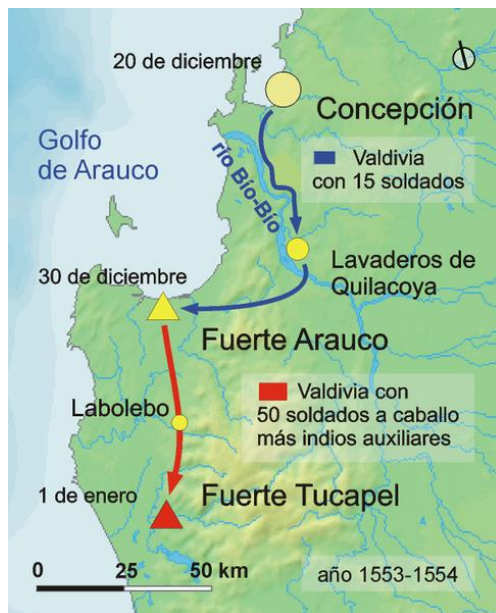 20 de diciembre
Concepción
Golfo
de Arauco
río Bío-Bío
Valdivia
con 15 soldados
Lavaderos de
Quilacoya
30 de diciembre
Fuerte Arauco
Labolebo
Valdivia con
50 soldados a caballo
más indios auxiliares
1 de enero
Fuerte Tucapel
0 25 50 km
año 1553-1554